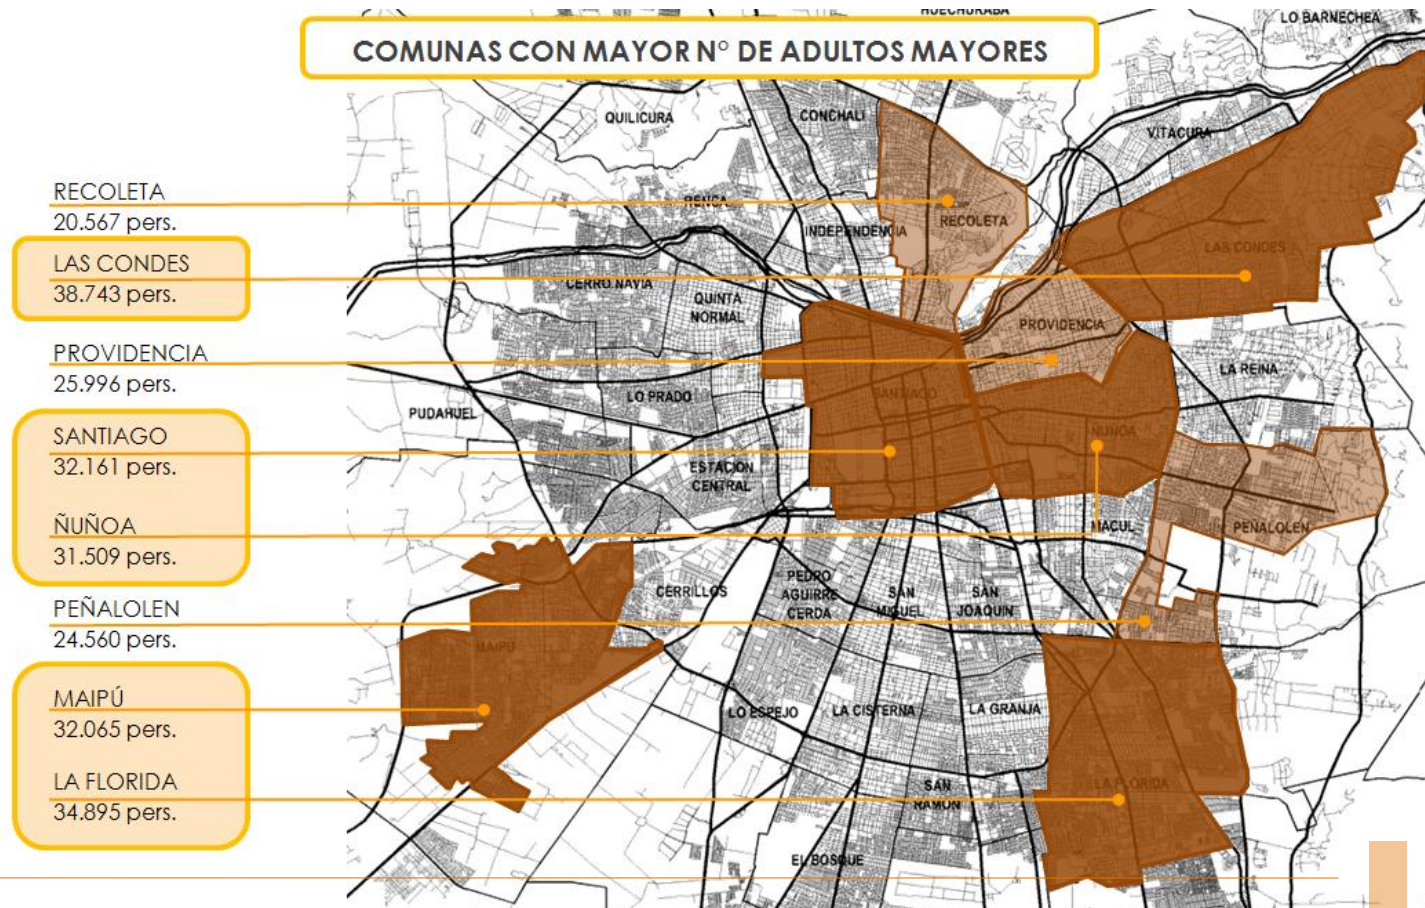 HUECHURABA
LO BARNECHEA
COMUNAS CON MAYOR N° DE ADULTOS MAYORES
QUILICURA
CONCHALI
VITACURA
RECOLETA
20.567 pers.
RENCA
INDEPENDENCIA
RECOLETA
LAS CONDES
LAS CONDES
38.743 pers.
CERRO NAVIA
QUINTA
NORMAL
PROVIDENCIA
PROVIDENCIA
25.996 pers.
LA REINA
LO PRADO
SANTIAGO
PUDAHUEL
SANTIAGO
32.161 pers.
ÑUÑOA
ESTACION
CENTRAL
ÑUÑOA
31.509 pers.
MACUL
PEÑALOLEN
PEÑALOLEN
24.560 pers.
CERRILLOS
PEDRO
AGUIRRE
CERDA
SAN
MIGUEL
SAN
JOAQUIN
MAIPÚ
MAIPÚ
32.065 pers.
LO ESPEJO
LA CISTERNA
LA GRANJA
LA FLORIDA
34.895 pers.
SAN
RAMON
LA FLORIDA
EL BOSQUE